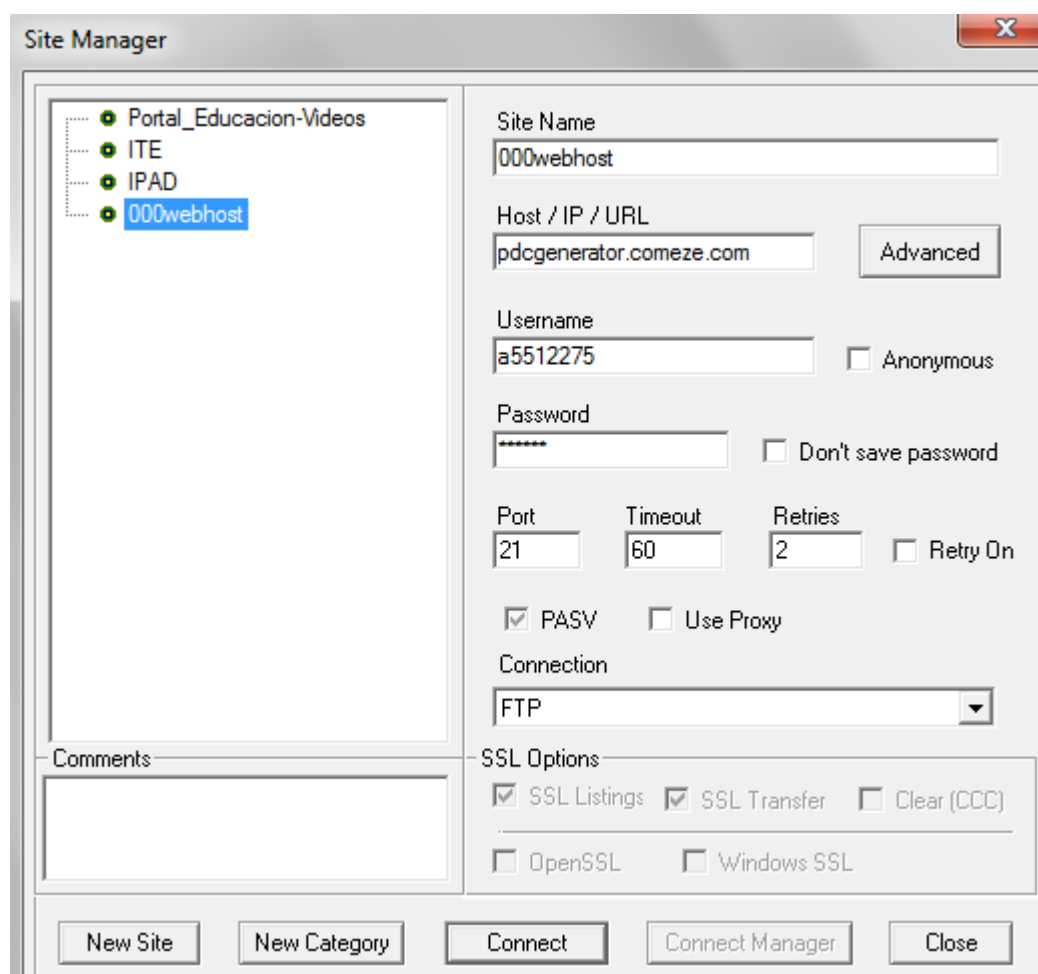 Site Manager
X
Portal_Educacion-Videos
ITE
IPAD
000webhost
Comments
Site Name
000webhost
Host / IP / URL
pdcgenerator.comeze.com
Advanced
Username
a5512275
Anonymous
Password
******
Don't save password
Port Timeout Retries
21 60 2 Retry On
PASV Use Proxy
Connection
FTP
SSL Options
SSL Listings SSL Transfer Clear (CCC)
OpenSSL Windows SSL
New Site New Category Connect Connect Manager Close